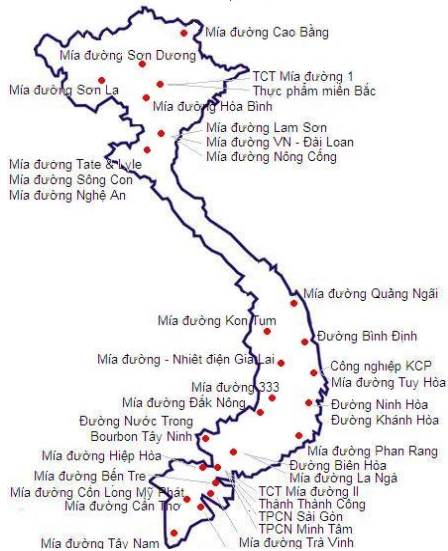 Mía đường Cao Bằng
Mía đường Sơn Dương
TCT Mía đường 1
Thực phẩm miền Bắc
Mía đường Sơn La
Mía đường Hòa Bình
Mía đường Lam Sơn
Mía đường VN - Đài Loan
Mía đường Nông Cống
Mía đường Tate & Lyle
Mía đường Sông Con
Mía đường Nghệ An
Mía đường Quảng Ngãi
Mía đường Kon Tum
Đường Bình Định
Mía đường - Nhiệt điện Gia Lai
Công nghiệp KCP
Mía đường Tuy Hòa
Mía đường 333
Mía đường Đắk Nông
Đường Ninh Hòa
Đường Khánh Hòa
Đường Nước Trong
Bourbon Tây Ninh
Mía đường Phan Rang
Mía đường Hiệp Hòa
Đường Biên Hòa
Mía đường La Ngà
Mía đường Bến Tre
TCT Mía đường II
Thành Thành Công
Mía đường Cồn Long Mỹ Phát
TPCN Sài Gòn
Mía đường Cần Thơ
TPCN Minh Tâm
Mía đường Tây Nam
Mía đường Trà Vinh